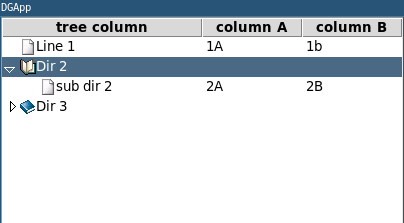 DGApp
tree column column A column B
Line 1 1A 1b
Dir 2
sub dir 2 2A 2B
Dir 3